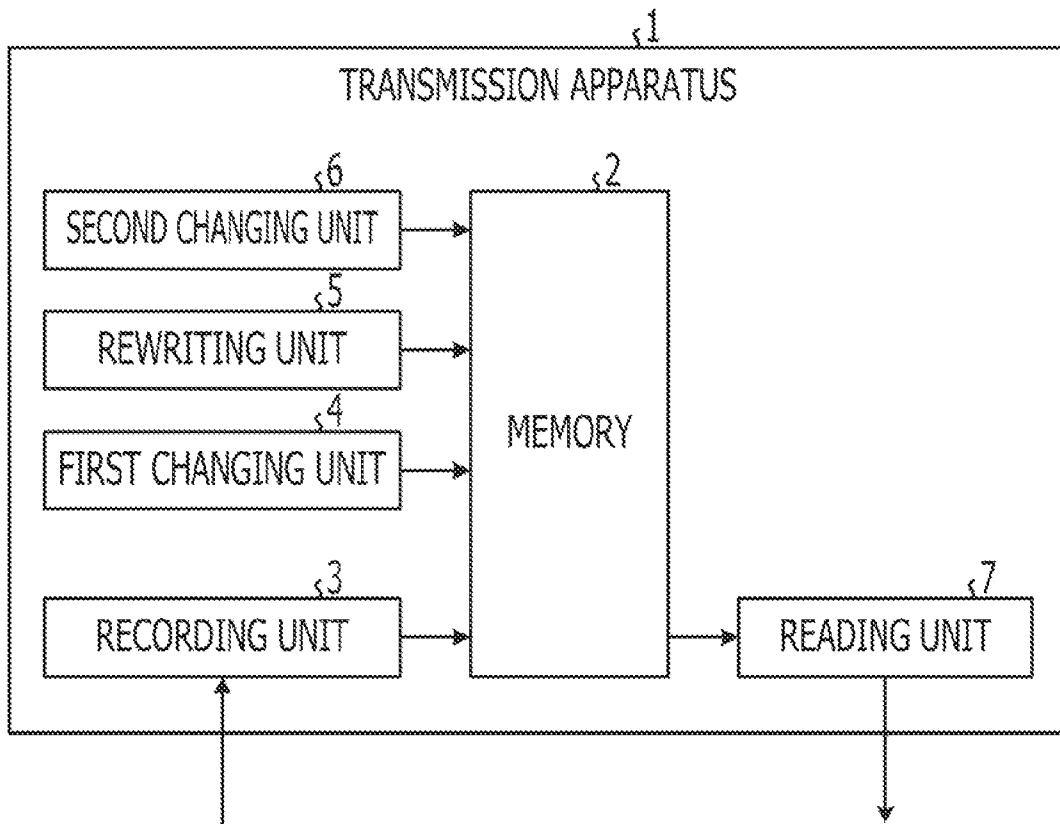 1
TRANSMISSION APPARATUS
6
SECOND CHANGING UNIT
2
MEMORY
5
REWRITING UNIT
4
FIRST CHANGING UNIT
3
RECORDING UNIT
7
READING UNIT